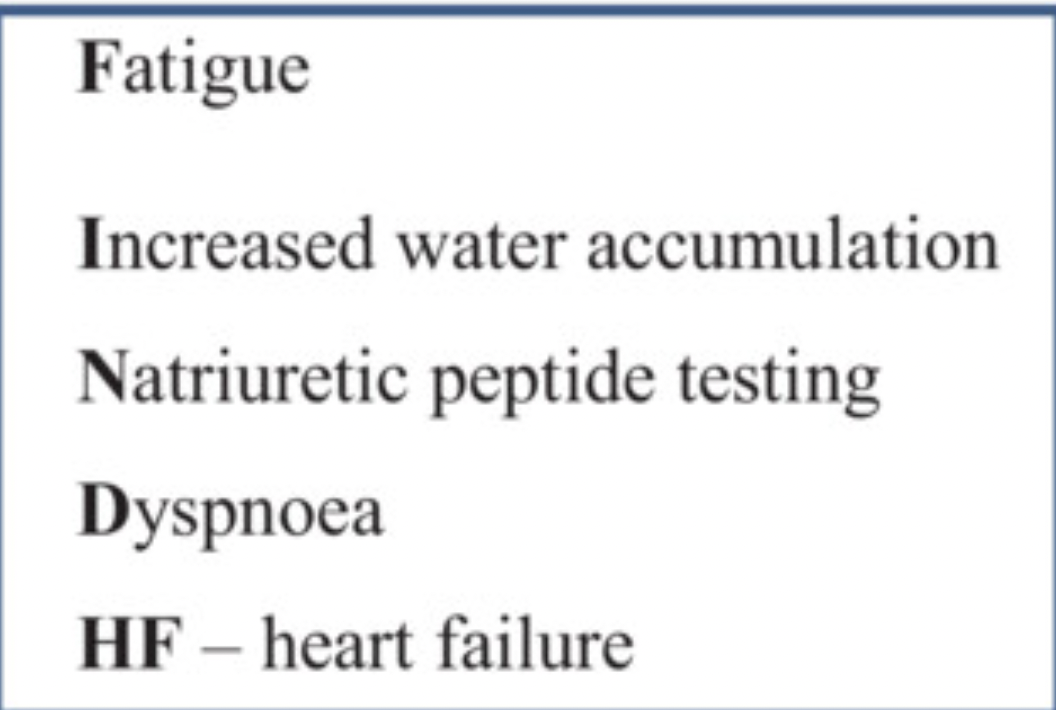 Fatigue
Increased water accumulation
Natriuretic peptide testing
Dyspnoea
HF – heart failure